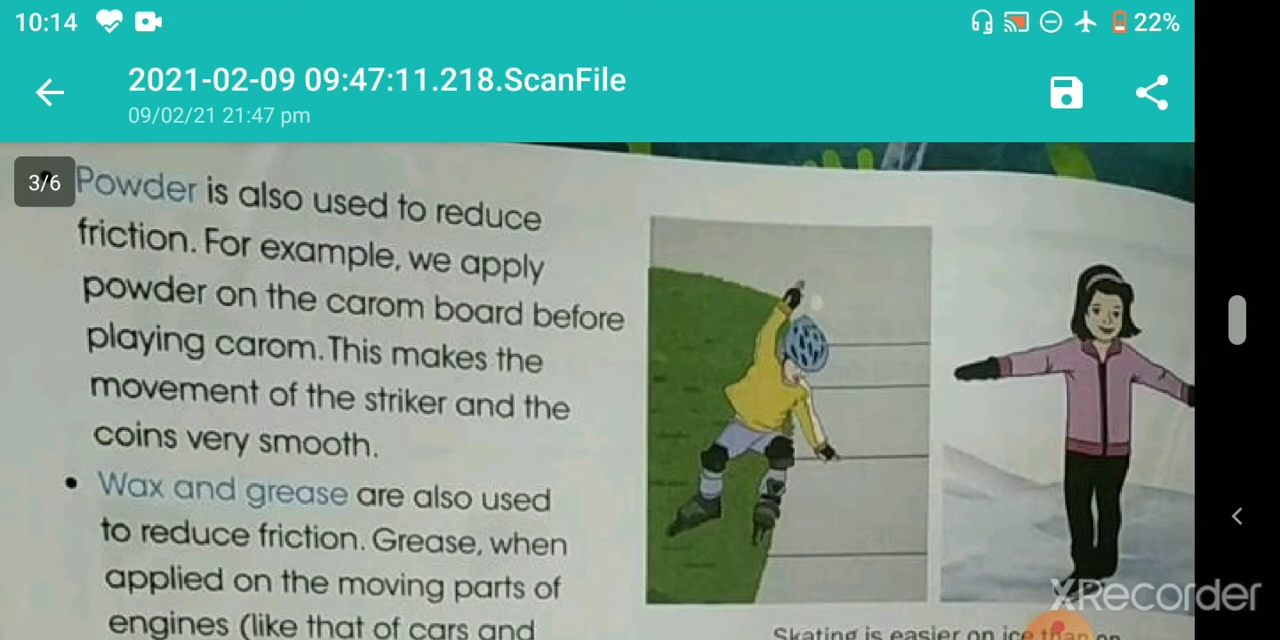 10:14
22%
2021-02-09 09:47:11.218.ScanFile
09/02/21 21:47 pm
3/6
Powder is also used to reduce
friction. For example, we apply
powder on the carom board before
playing carom. This makes the
movement of the striker and the
coins very smooth.
• Wax and grease are also used
to reduce friction. Grease, when
applied on the moving parts of
engines (like that of cars and
Skating is easier on ice than on
XRecorder